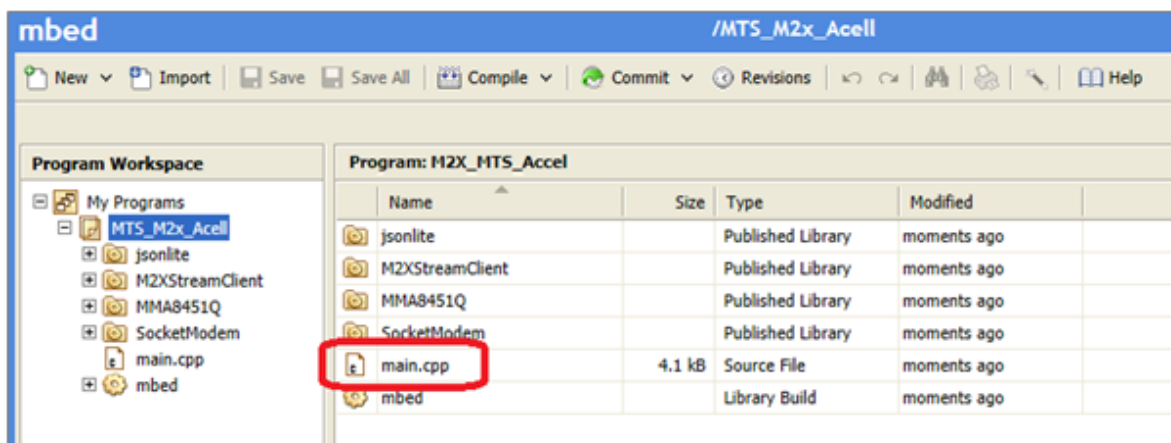 mbed /MTS_M2x_Acell
New Import Save Save All Compile Commit Revisions Help
Program Workspace
My Programs
MTS_M2x_Acell
jsonlite
M2XStreamClient
MMA8451Q
SocketModem
main.cpp
mbed
Program: M2X_MTS_Accel
Name Size Type Modified
jsonlite Published Library moments ago
M2XStreamClient Published Library moments ago
MMA8451Q Published Library moments ago
SocketModem Published Library moments ago
main.cpp 4.1 kB Source File moments ago
mbed Library Build moments ago